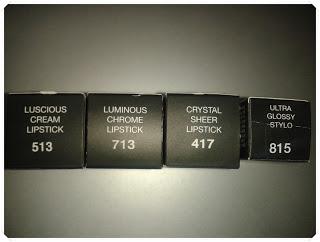 LUSCIOUS
CREAM
LIPSTICK
513
LUMINOUS
CHROME
LIPSTICK
713
CRYSTAL
SHEER
LIPSTICK
417
ULTRA
GLOSSY
STYLO
815